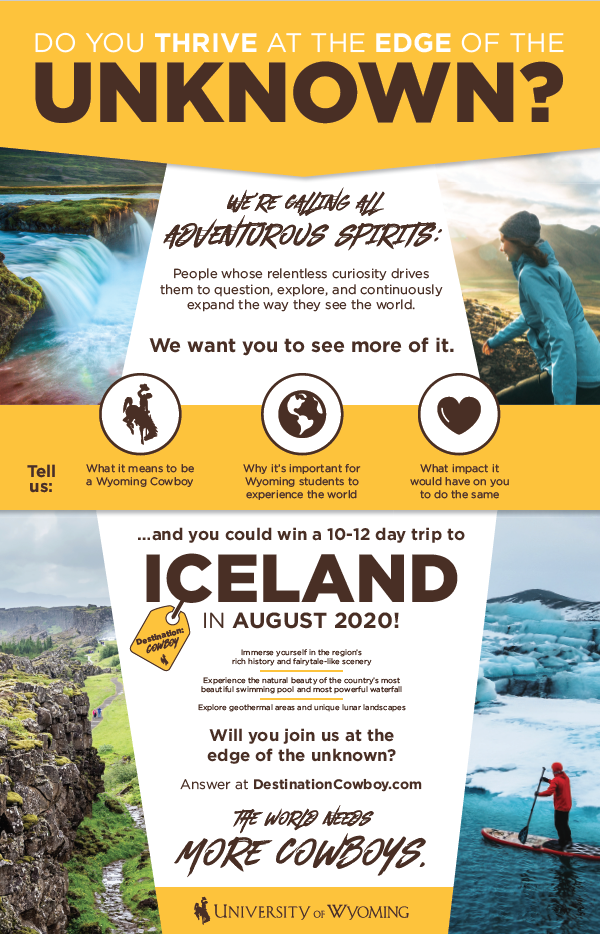 DO YOU THRIVE AT THE EDGE OF THE
UNKNOWN?
WE'RE CALLING ALL
ADVENTUROUS SPIRITS:
People whose relentless curiosity drives
them to question, explore, and continuously
expand the way they see the world.
We want you to see more of it.
Tell
us:
What it means to be
a Wyoming Cowboy
Why it's important for
Wyoming students to
experience the world
What impact it
would have on you
to do the same
...and you could win a 10-12 day trip to
ICELAND
IN AUGUST 2020!
Destination:
COWBOY
Immerse yourself in the region's
rich history and fairytale-like scenery
Experience the natural beauty of the country's most
beautiful swimming pool and most powerful waterfall
Explore geothermal areas and unique lunar landscapes
Will you join us at the
edge of the unknown?
Answer at DestinationCowboy.com
THE WORLD NEEDS
MORE COWBOYS.
UNIVERSITY OF WYOMING